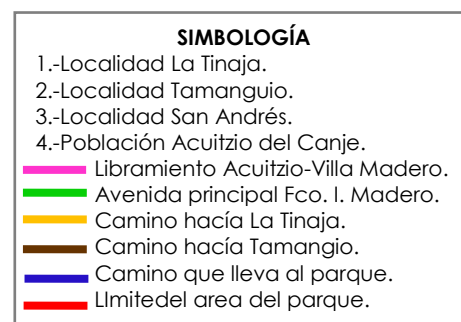 SIMBOLOGÍA
1.-Localidad La Tinaja.
2.-Localidad Tamanguio.
3.-Localidad San Andrés.
4.-Población Acuitzio del Canje.
Libramiento Acuitzio-Villa Madero.
Avenida principal Fco. I. Madero.
Camino hacía La Tinaja.
Camino hacía Tamangio.
Camino que lleva al parque.
LImitedel area del parque.